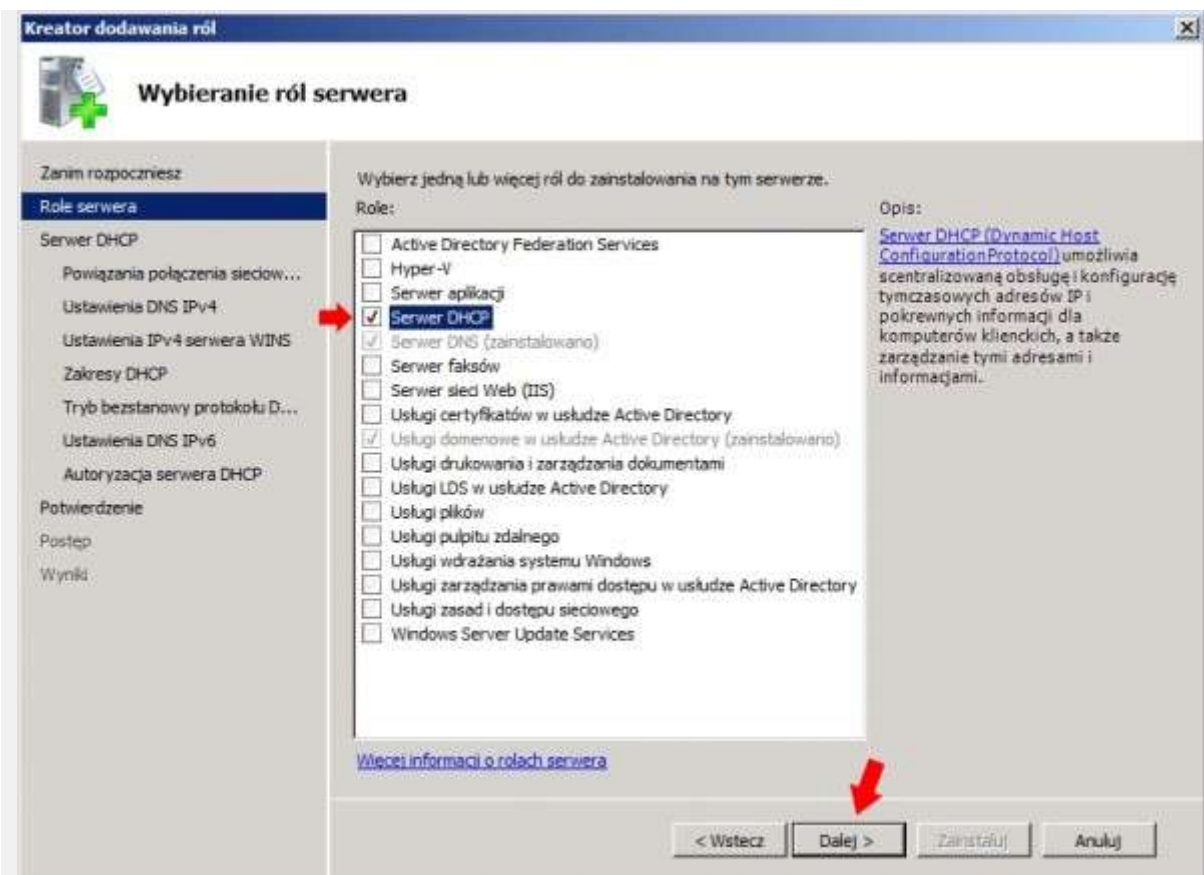 Kreator dodawania ról
Wybieranie ról serwera
Zanim rozpoczniesz
Role serwera
Serwer DHCP
Powiązania połączenia sieciow...
Ustawienia DNS IPv4
Ustawienia IPv4 serwera WINS
Zakresy DHCP
Tryb bezstanowy protokołu D...
Ustawienia DNS IPv6
Autoryzacja serwera DHCP
Potwierdzenie
Postęp
Wyniki
Wybierz jedną lub więcej ról do zainstalowania na tym serwerze.
Role:
Active Directory Federation Services
Hyper-V
Serwer aplikacji
Serwer DHCP
Serwer DNS (zainstalowano)
Serwer faksów
Serwer sieci Web (IIS)
Usługi certyfikatów w usłudze Active Directory
Usługi domenowe w usłudze Active Directory (zainstalowano)
Usługi drukowania i zarządzania dokumentami
Usługi LDS w usłudze Active Directory
Usługi plików
Usługi pulpitu zdalnego
Usługi wdrażania systemu Windows
Usługi zarządzania prawami dostępu w usłudze Active Directory
Usługi zasad i dostępu sieciowego
Windows Server Update Services
Więcej informacji o rolach serwera
Opis:
Serwer DHCP (Dynamic Host
Configuration Protocol) umożliwia
scentralizowaną obsługę i konfigurację
tymczasowych adresów IP i
pokrewnych informacji dla
komputerów klienckich, a także
zarządzanie tymi adresami i
informacjami.
< Wstecz
Dalej >
Zainstaluj
Anuluj